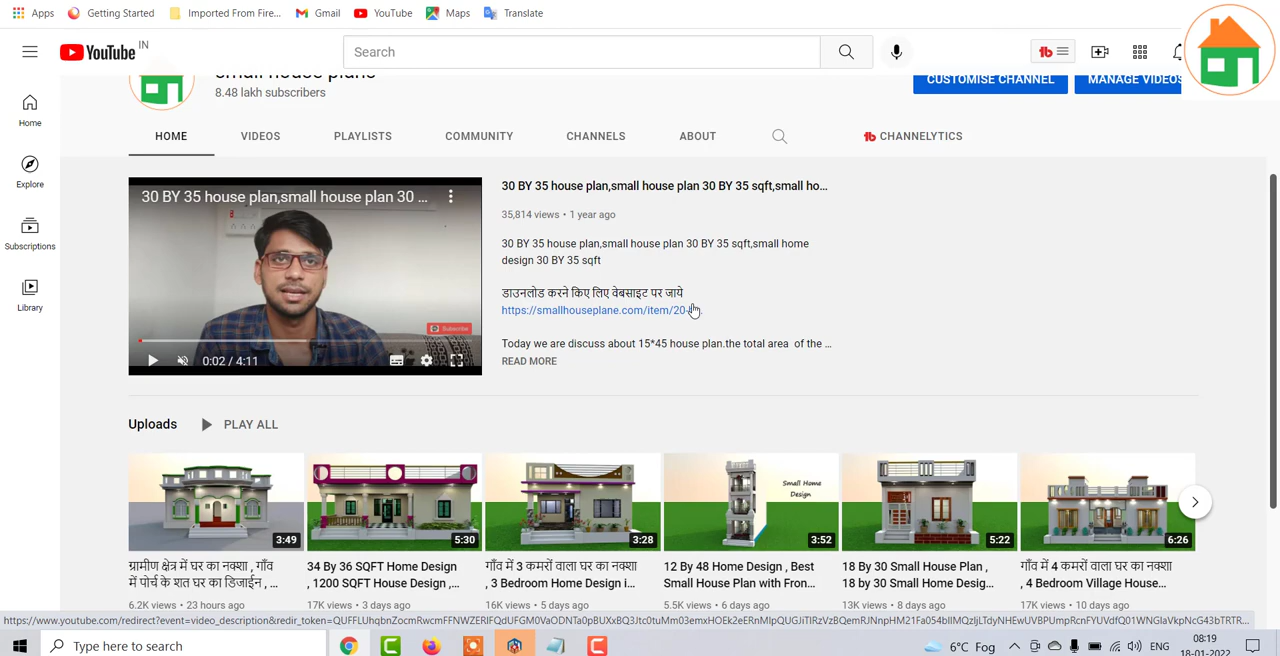 Apps
Getting Started
Imported From Fire...
Gmail
YouTube
Maps
Translate
YouTube IN
Search
small house plans
8.48 lakh subscribers
CUSTOMISE CHANNEL
MANAGE VIDEOS
Home
Explore
Subscriptions
Library
HOME
VIDEOS
PLAYLISTS
COMMUNITY
CHANNELS
ABOUT
CHANNELYTICS
30 BY 35 house plan,small house plan 30 ...
Subscribe
0:02 / 4:11
30 BY 35 house plan,small house plan 30 BY 35 sqft,small ho...
35,814 views • 1 year ago
30 BY 35 house plan,small house plan 30 BY 35 sqft,small home
design 30 BY 35 sqft
डाउनलोड करने किए लिए वेबसाइट पर जाये
https://smallhouseplane.com/item/20-
Today we are discuss about 15*45 house plan.the total area of the ...
READ MORE
Uploads
PLAY ALL
3:49
5:30
3:28
Small Home
Design
3:52
5:22
6:26
ग्रामीण क्षेत्र में घर का नक्शा , गाँव
में पोर्च के शत घर का डिजाईन , ...
6.2K views • 23 hours ago
34 By 36 SQFT Home Design
, 1200 SQFT House Design ,...
17K views • 3 days ago
गाँव में 3 कमरों वाला घर का नक्शा
, 3 Bedroom Home Design i...
16K views • 5 days ago
12 By 48 Home Design , Best
Small House Plan with Fron...
5.5K views • 6 days ago
18 By 30 Small House Plan ,
18 by 30 Small Home Desig...
13K views • 8 days ago
गाँव में 4 कमरों वाला घर का नक्शा
, 4 Bedroom Village House...
17K views • 10 days ago
Type here to search
6°C Fog
ENG
08:19
18-01-2022